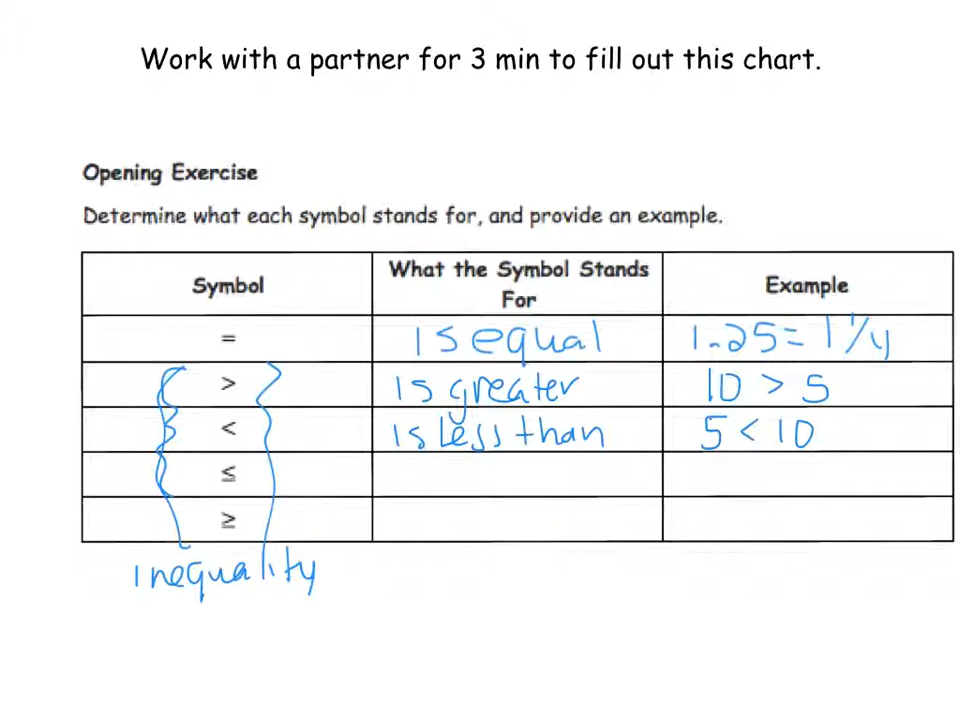 Work with a partner for 3 min to fill out this chart.
Opening Exercise
Determine what each symbol stands for, and provide an example.
Symbol
What the Symbol Stands
For
Example
=
is equal
1.25 = 1 1/4
>
is greater
10 > 5
<
is less than
5 < 10
≤
≥
inequality